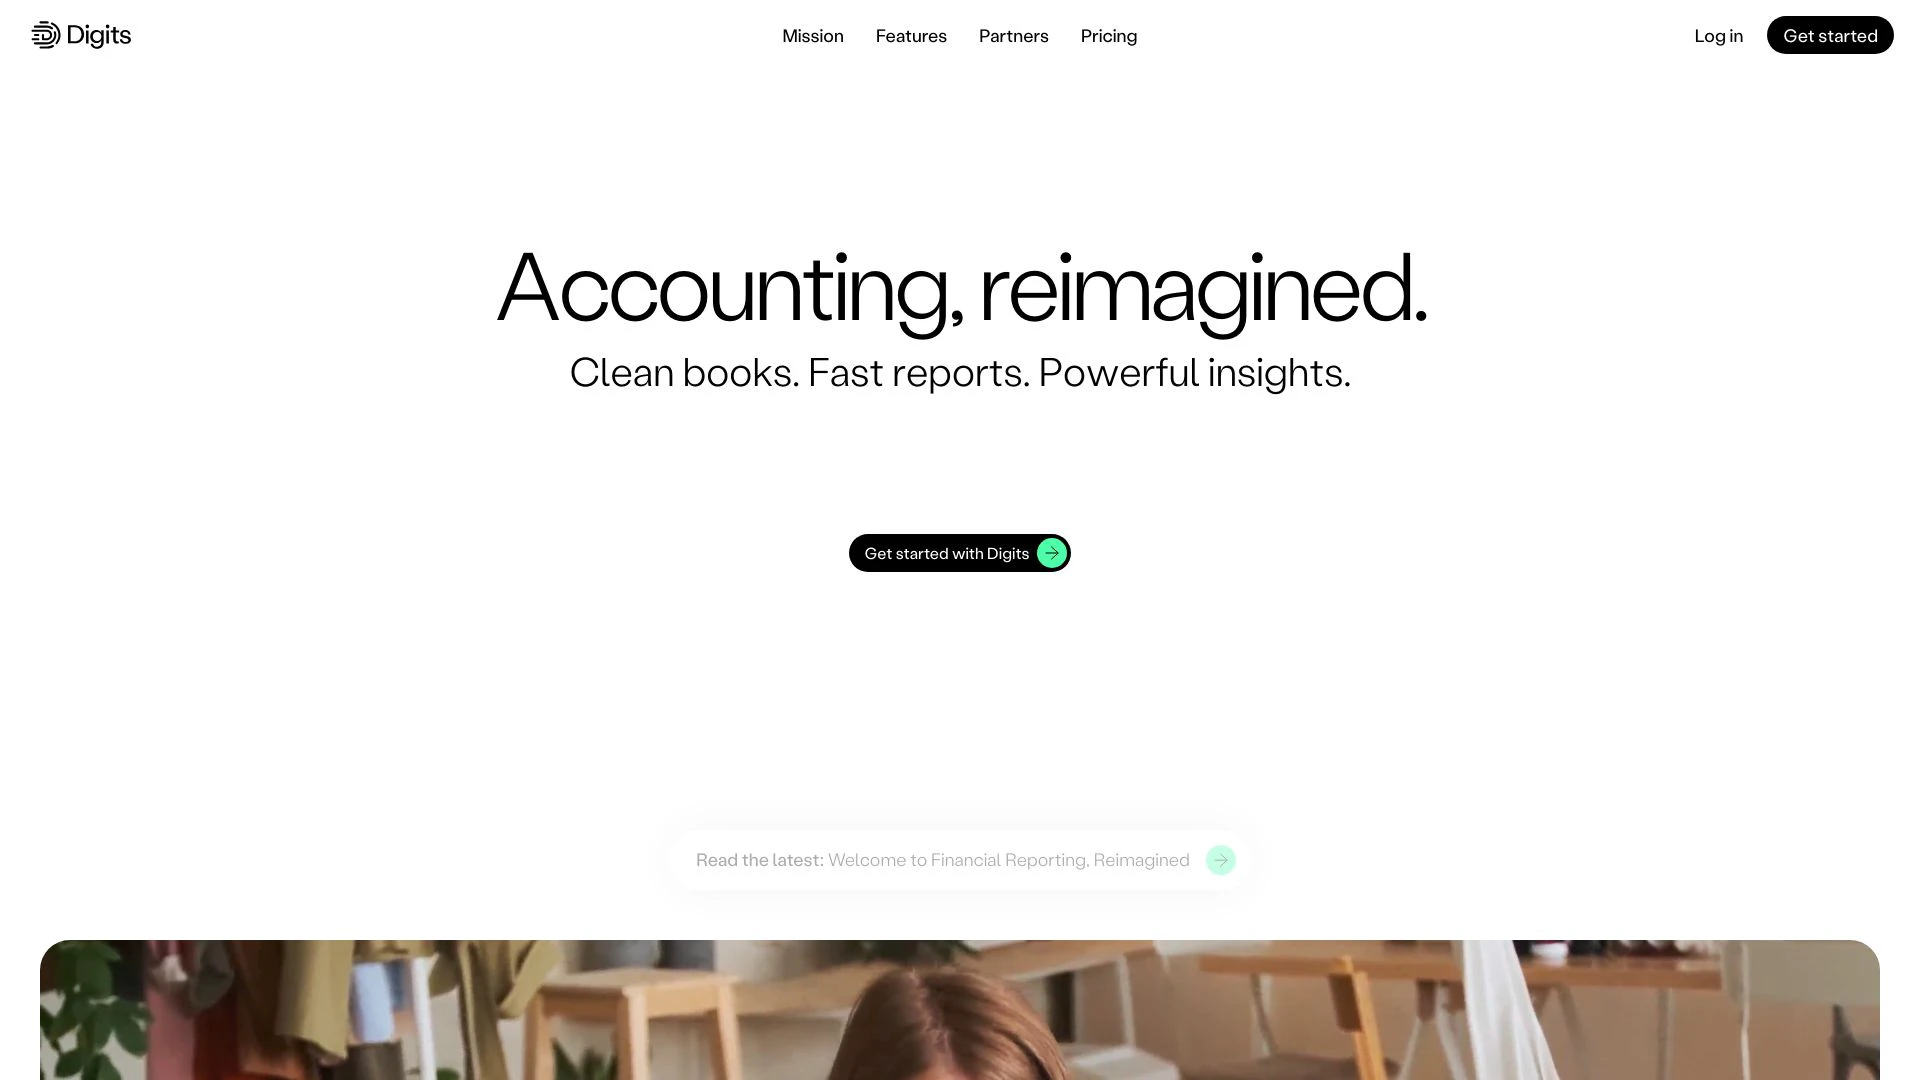 Digits
Mission
Features
Partners
Pricing
Log in
Get started
Accounting, reimagined.
Clean books. Fast reports. Powerful insights.
Get started with Digits
Read the latest: Welcome to Financial Reporting, Reimagined